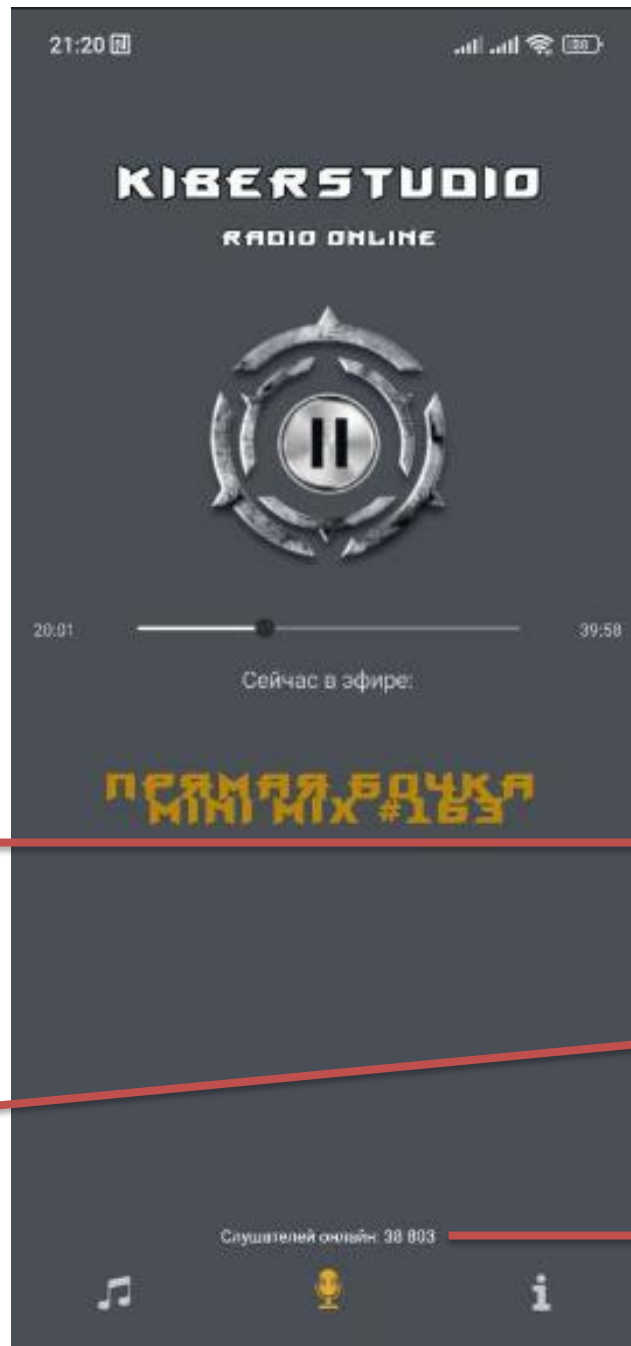 21:20
KIBERSTUDIO
RADIO ONLINE
20:01
39:58
Сейчас в эфире:
ПРЯМАЯ БОЧКА
MINI MIX #163
Слушателей онлайн: 38 803